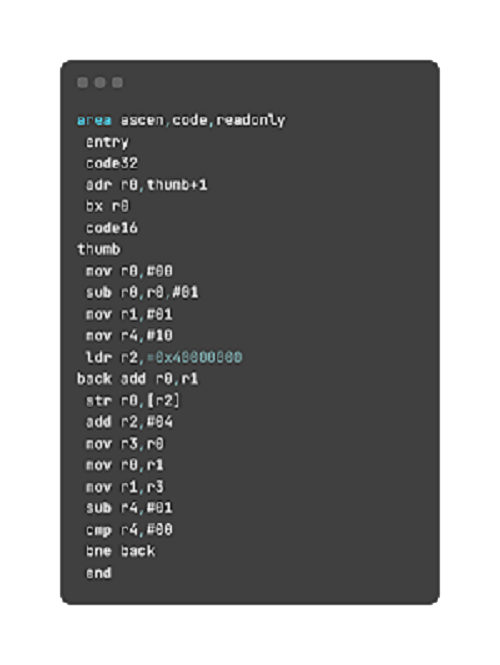 area ascen,code,readonly
entry
code32
adr r0,thumb+1
bx r0
code16
thumb
mov r0,#00
sub r0,r0,#01
mov r1,#01
mov r4,#10
ldr r2,=0x40000000
back add r0,r1
str r0,[r2]
add r2,#04
mov r3,r0
mov r0,r1
mov r1,r3
sub r4,#01
cmp r4,#00
bne back
end